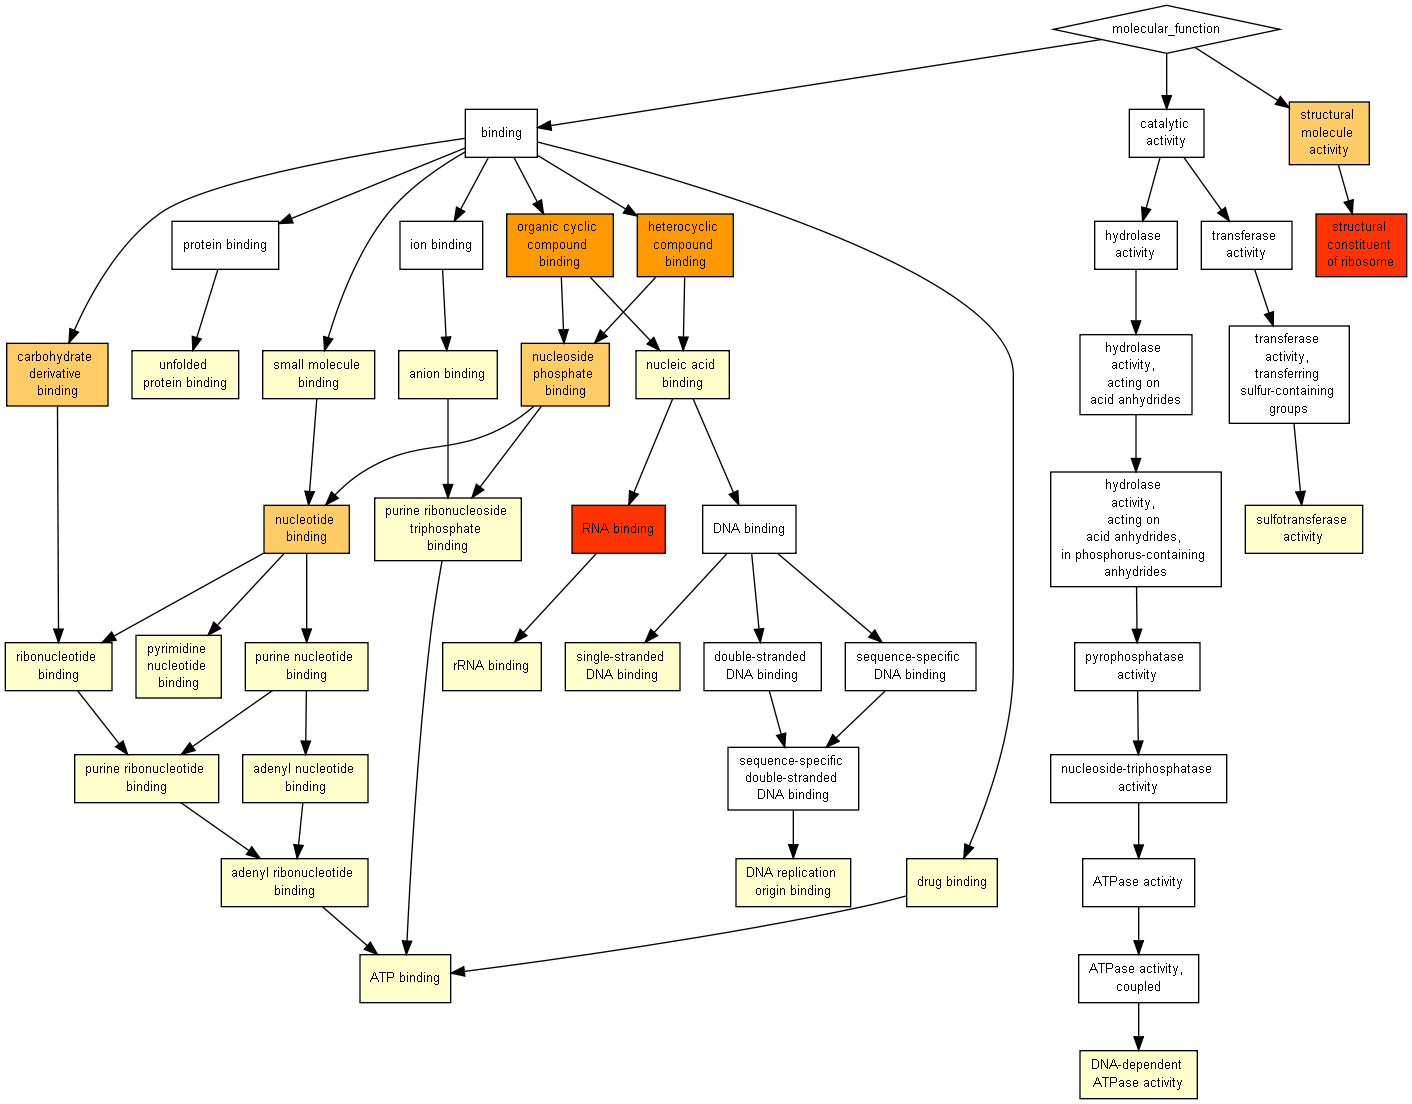 molecular_function
binding
catalytic
activity
structural
molecule
activity
protein binding
ion binding
organic cyclic
compound
binding
heterocyclic
compound
binding
hydrolase
activity
transferase
activity
structural
constituent
of ribosome
carbohydrate
derivative
binding
unfolded
protein binding
small molecule
binding
anion binding
nucleoside
phosphate
binding
nucleic acid
binding
hydrolase
activity,
acting on
acid anhydrides
transferase
activity,
transferring
sulfur-containing
groups
nucleotide
binding
purine ribonucleoside
triphosphate
binding
RNA binding
DNA binding
hydrolase
activity,
acting on
acid anhydrides,
in phosphorus-containing
anhydrides
sulfotransferase
activity
ribonucleotide
binding
pyrimidine
nucleotide
binding
purine nucleotide
binding
rRNA binding
single-stranded
DNA binding
double-stranded
DNA binding
sequence-specific
DNA binding
pyrophosphatase
activity
purine ribonucleotide
binding
adenyl nucleotide
binding
sequence-specific
double-stranded
DNA binding
nucleoside-triphosphatase
activity
adenyl ribonucleotide
binding
DNA replication
origin binding
drug binding
ATPase activity
ATP binding
ATPase activity,
coupled
DNA-dependent
ATPase activity